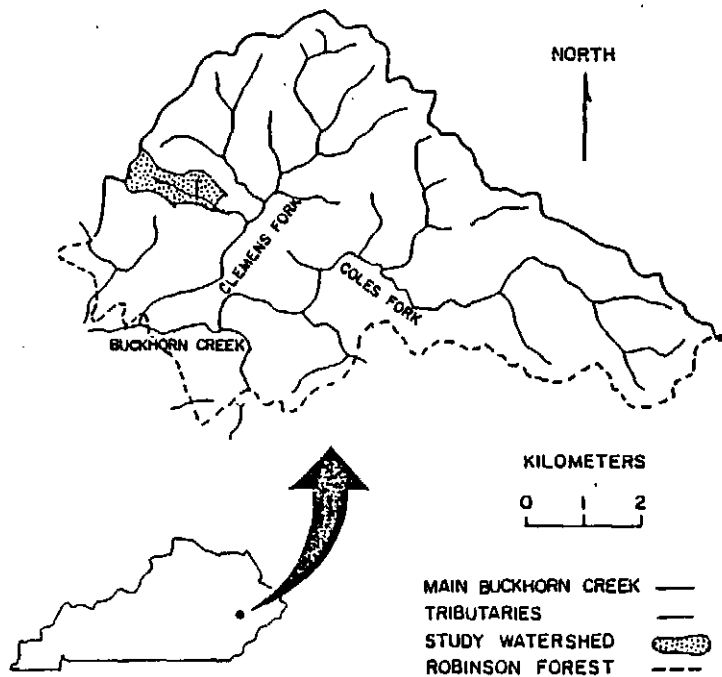 NORTH
CLEMENS FORK
COLES FORK
BUCKHORN CREEK
KILOMETERS
0 1 2
MAIN BUCKHORN CREEK
TRIBUTARIES
STUDY WATERSHED
ROBINSON FOREST